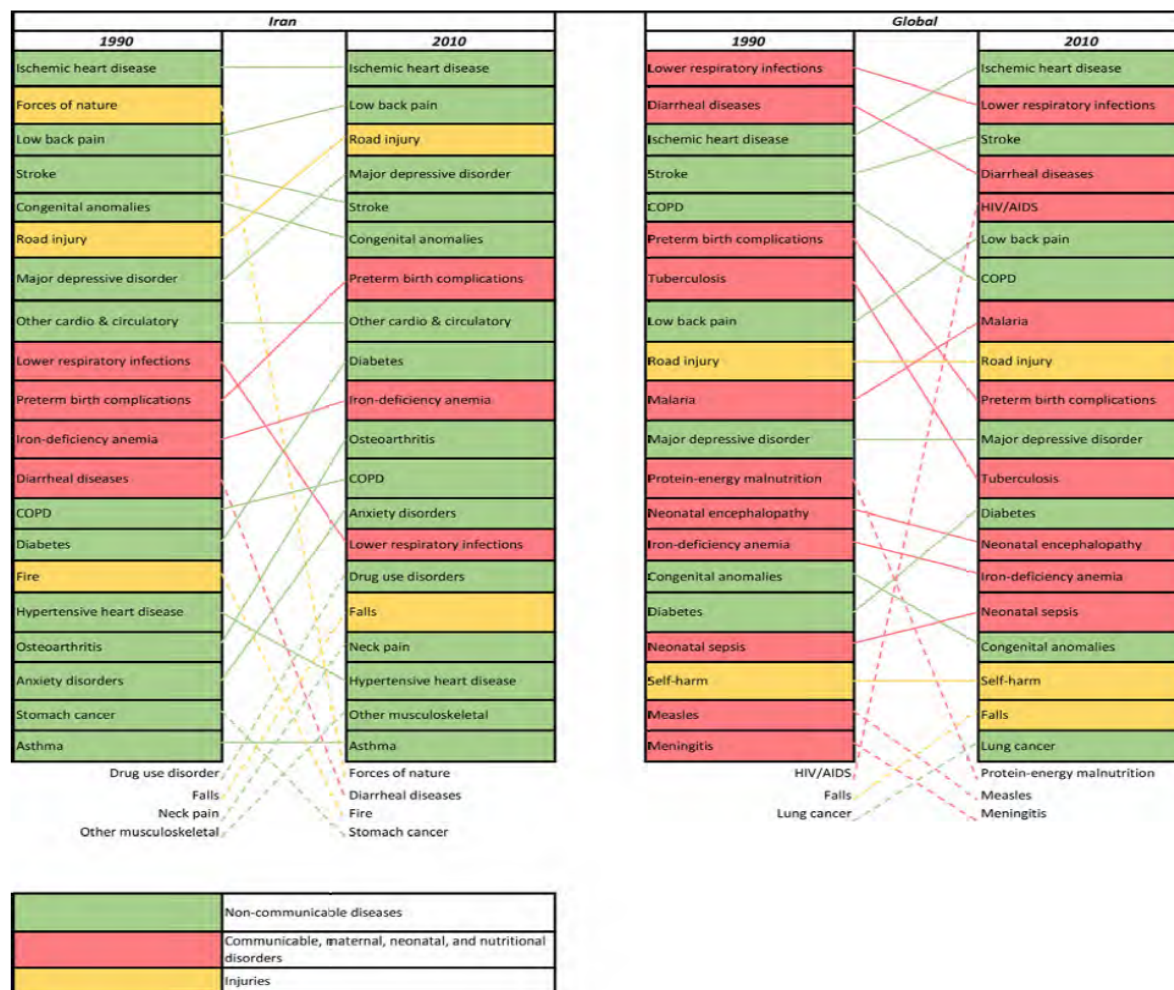 Iran
Global
1990
2010
1990
2010
Ischemic heart disease
Ischemic heart disease
Lower respiratory infections
Ischemic heart disease
Forces of nature
Low back pain
Diarrheal diseases
Lower respiratory infections
Low back pain
Road injury
Ischemic heart disease
Stroke
Stroke
Major depressive disorder
Stroke
Diarrheal diseases
Congenital anomalies
Stroke
COPD
HIV/AIDS
Road injury
Congenital anomalies
Preterm birth complications
Low back pain
Major depressive disorder
Preterm birth complications
Tuberculosis
COPD
Other cardio & circulatory
Other cardio & circulatory
Low back pain
Malaria
Lower respiratory infections
Diabetes
Road injury
Road injury
Preterm birth complications
Iron-deficiency anemia
Malaria
Preterm birth complications
Iron-deficiency anemia
Osteoarthritis
Major depressive disorder
Major depressive disorder
Diarrheal diseases
COPD
Protein-energy malnutrition
Tuberculosis
COPD
Anxiety disorders
Neonatal encephalopathy
Diabetes
Diabetes
Lower respiratory infections
Iron-deficiency anemia
Neonatal encephalopathy
Fire
Drug use disorders
Congenital anomalies
Iron-deficiency anemia
Hypertensive heart disease
Falls
Diabetes
Neonatal sepsis
Osteoarthritis
Neck pain
Neonatal sepsis
Congenital anomalies
Anxiety disorders
Hypertensive heart disease
Self-harm
Self-harm
Stomach cancer
Other musculoskeletal
Measles
Falls
Asthma
Asthma
Meningitis
Lung cancer
Drug use disorder
Forces of nature
HIV/AIDS
Protein-energy malnutrition
Falls
Diarrheal diseases
Falls
Measles
Neck pain
Fire
Lung cancer
Meningitis
Other musculoskeletal
Stomach cancer
Non-communicable diseases
Communicable, maternal, neonatal, and nutritional
disorders
Injuries